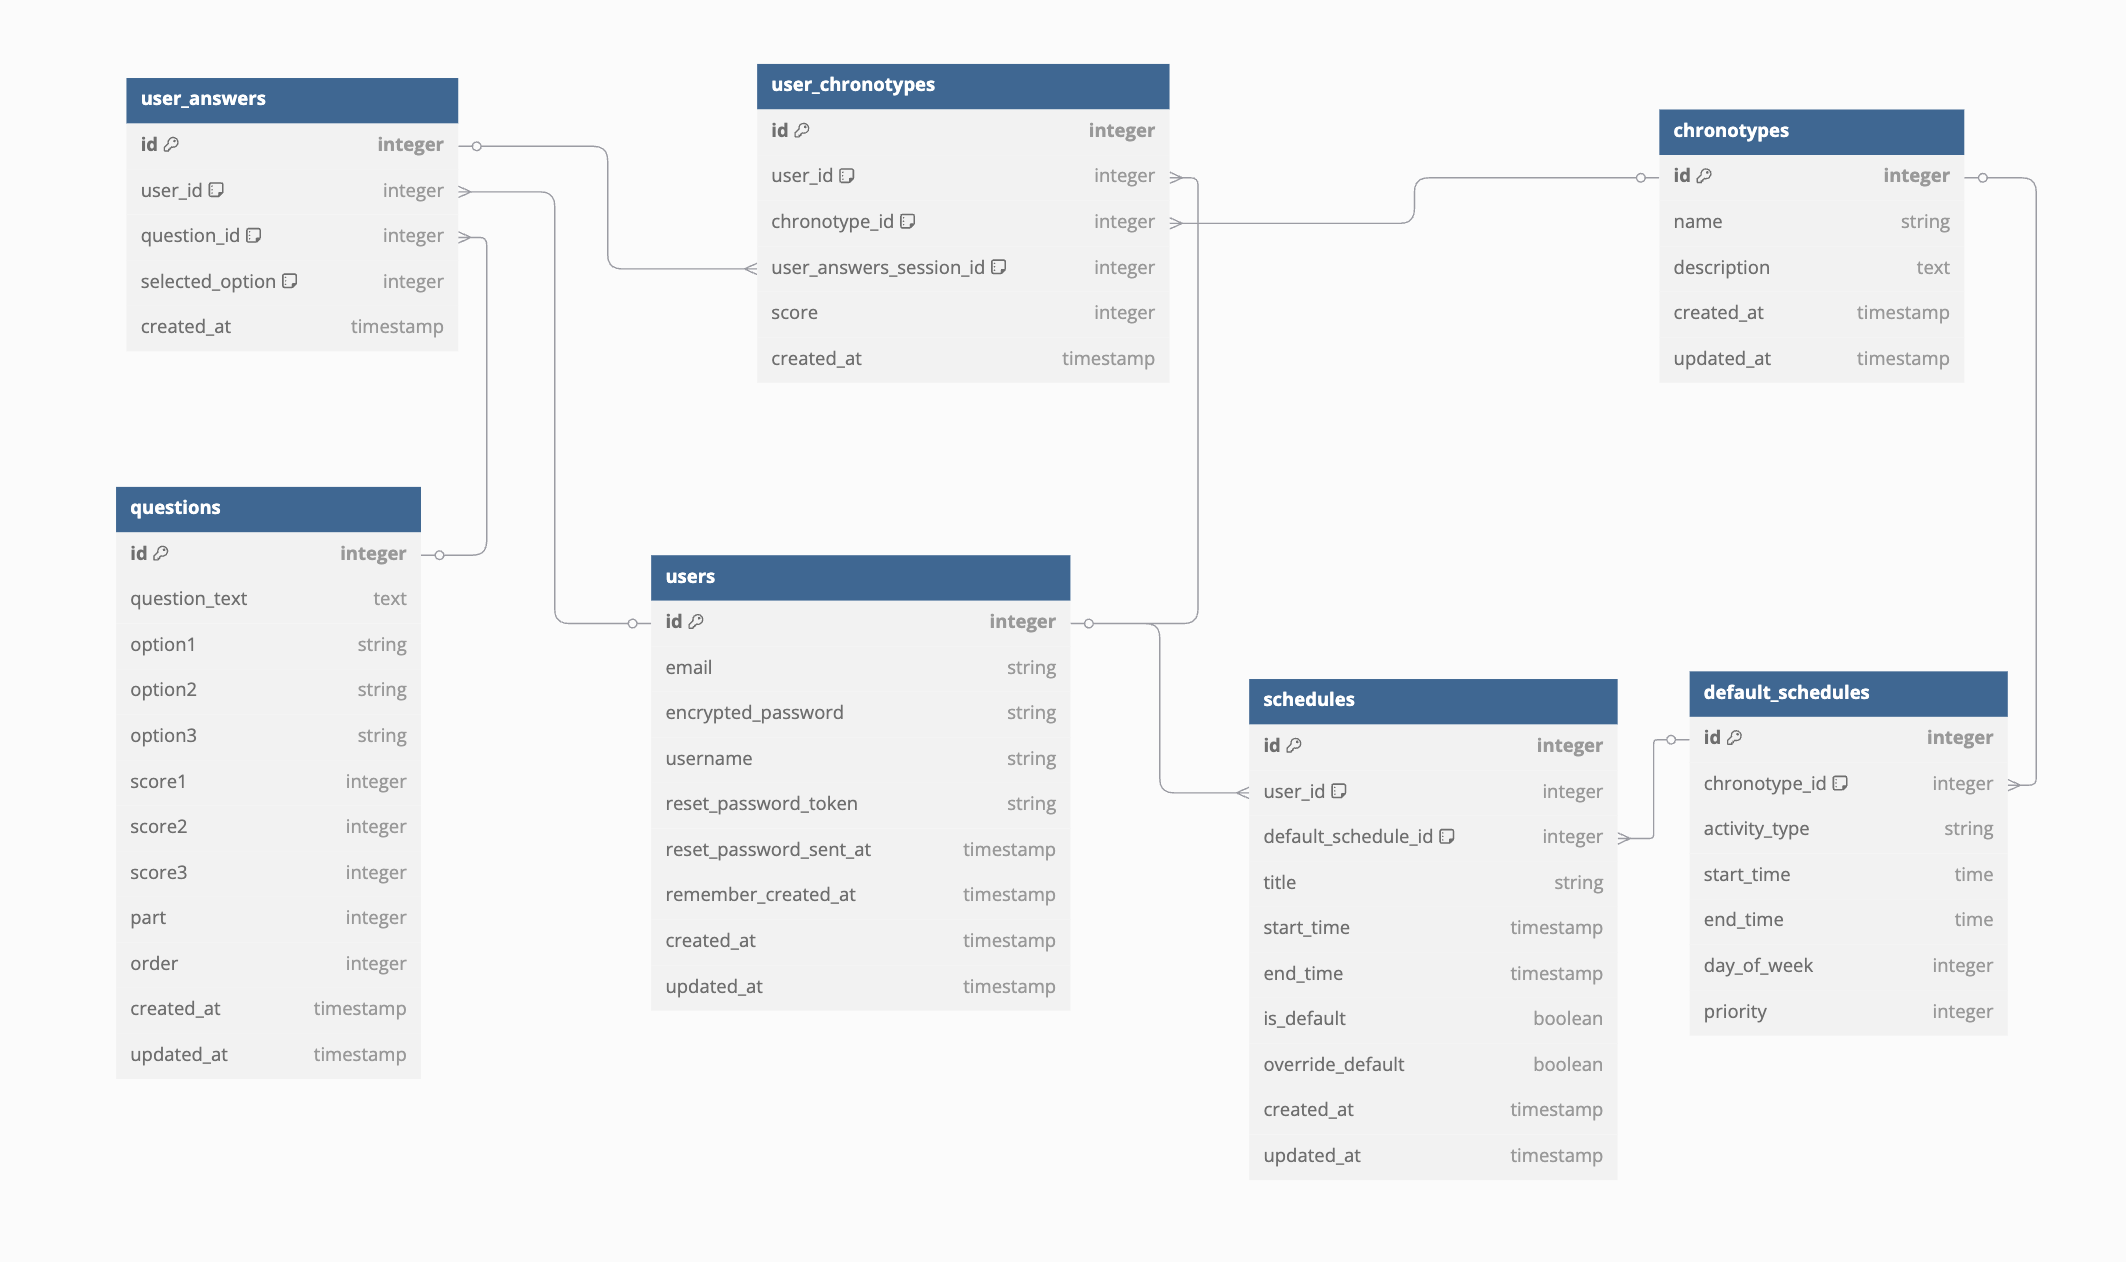 user_answers
id integer
user_id integer
question_id integer
selected_option integer
created_at timestamp
user_chronotypes
id integer
user_id integer
chronotype_id integer
user_answers_session_id integer
score integer
created_at timestamp
chronotypes
id integer
name string
description text
created_at timestamp
updated_at timestamp
questions
id integer
question_text text
option1 string
option2 string
option3 string
score1 integer
score2 integer
score3 integer
part integer
order integer
created_at timestamp
updated_at timestamp
users
id integer
email string
encrypted_password string
username string
reset_password_token string
reset_password_sent_at timestamp
remember_created_at timestamp
created_at timestamp
updated_at timestamp
schedules
id integer
user_id integer
default_schedule_id integer
title string
start_time timestamp
end_time timestamp
is_default boolean
override_default boolean
created_at timestamp
updated_at timestamp
default_schedules
id integer
chronotype_id integer
activity_type string
start_time time
end_time time
day_of_week integer
priority integer